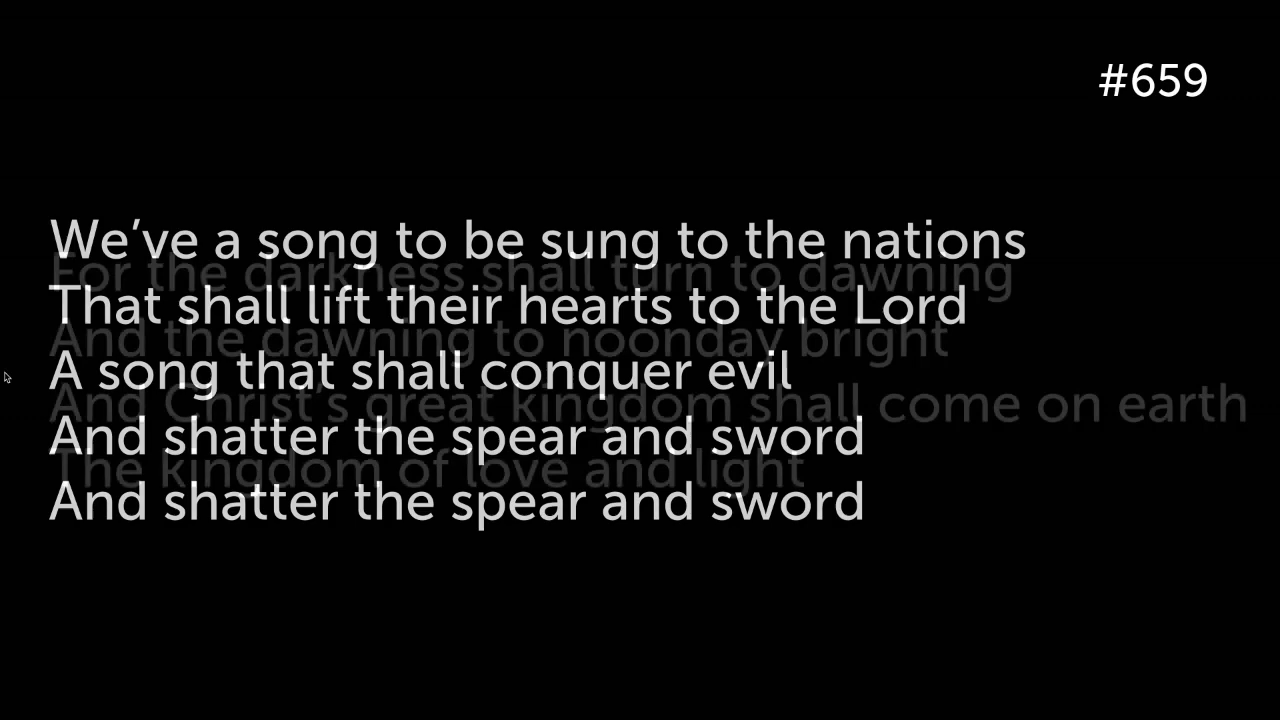 #659
We've a song to be sung to the nations
For the darkness shall turn to dawning
That shall lift their hearts to the Lord
And the dawning to noonday bright
A song that shall conquer evil
And Christ's great kingdom shall come on earth
And shatter the spear and sword
The kingdom of love and light
And shatter the spear and sword